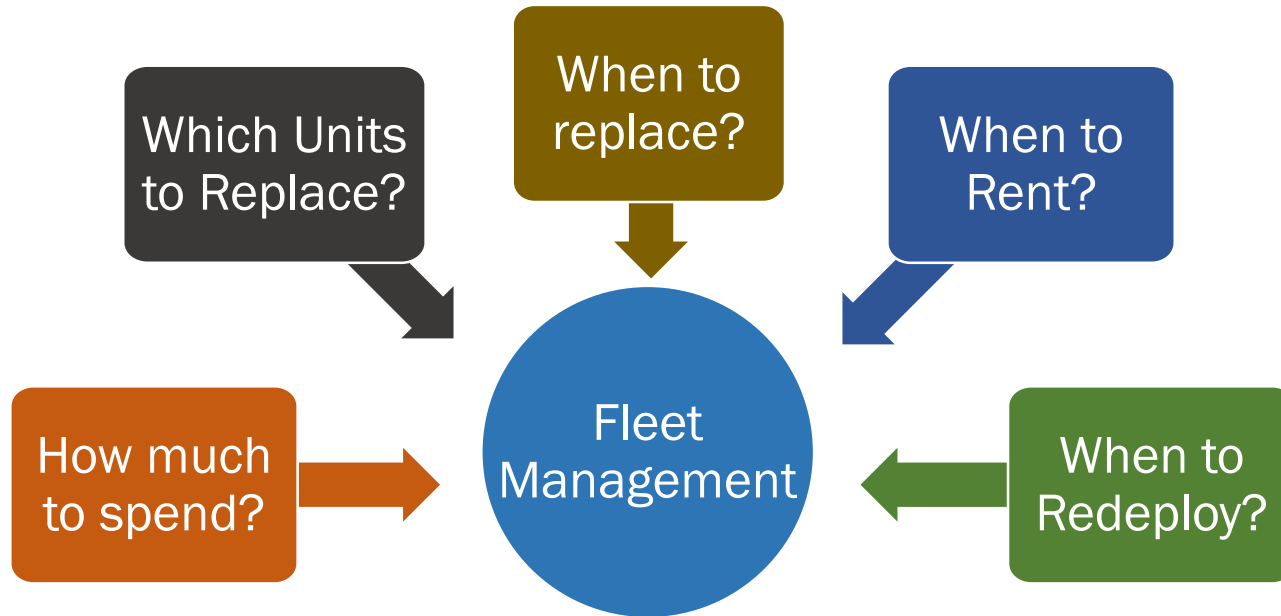 How much
to spend?
Which Units
to Replace?
When to
replace?
When to
Rent?
When to
Redeploy?
Fleet
Management